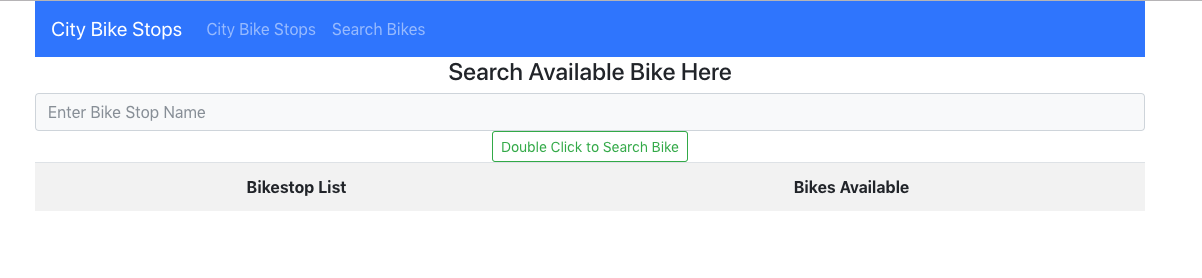 City Bike Stops City Bike Stops Search Bikes
Search Available Bike Here
Enter Bike Stop Name
Double Click to Search Bike
Bikestop List Bikes Available